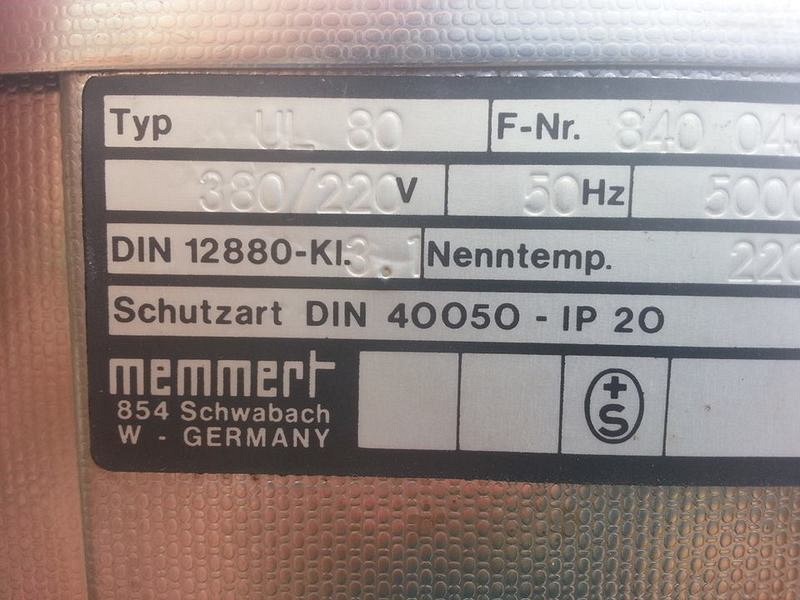 Typ UL 80 F-Nr. 840 043
380/220V 50Hz 5000
DIN 12880-Kl. 3.1 Nenntemp. 220
Schutzart DIN 40050 - IP 20
memmert
854 Schwabach
W - GERMANY
+S